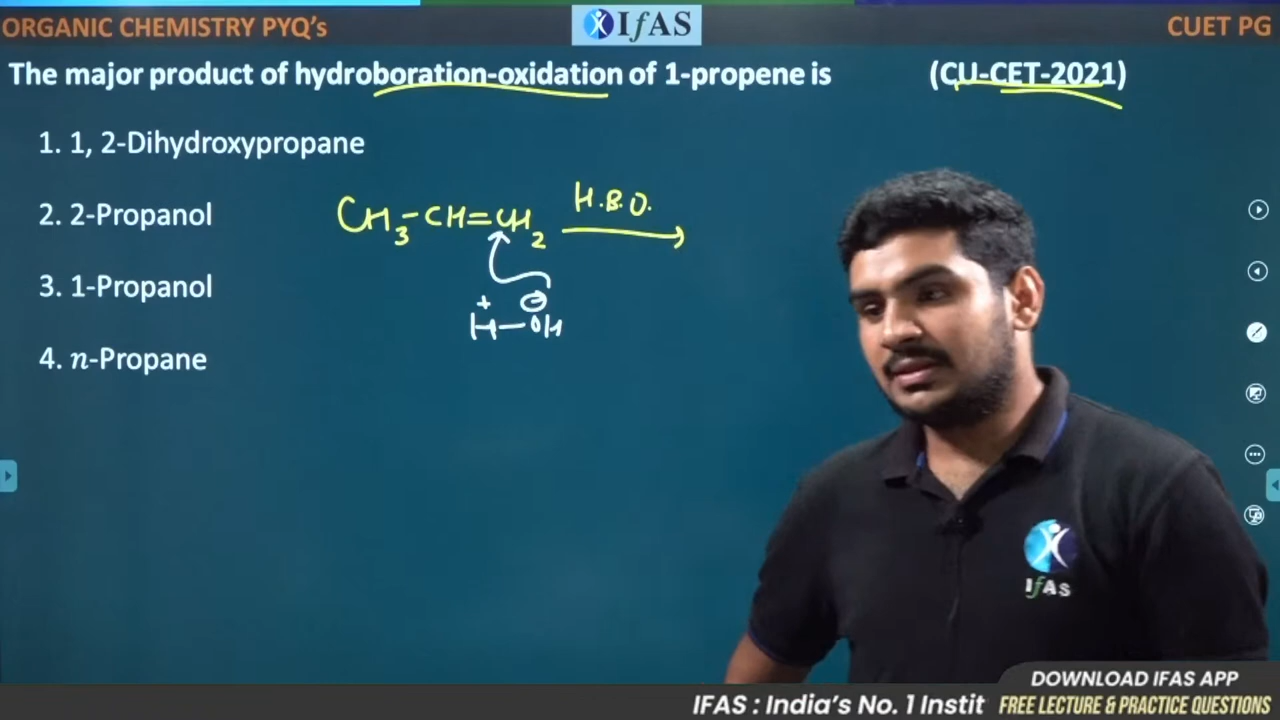 ORGANIC CHEMISTRY PYQ's
IfAS
CUET PG
The major product of hydroboration-oxidation of 1-propene is (CU-CET-2021)
1. 1, 2-Dihydroxypropane
2. 2-Propanol
3. 1-Propanol
4. n-Propane
CH3-CH=CH2 H.B.O.
+ ⊖
H-OH
IfAS
DOWNLOAD IFAS APP
IFAS : India's No. 1 Instit FREE LECTURE & PRACTICE QUESTIONS